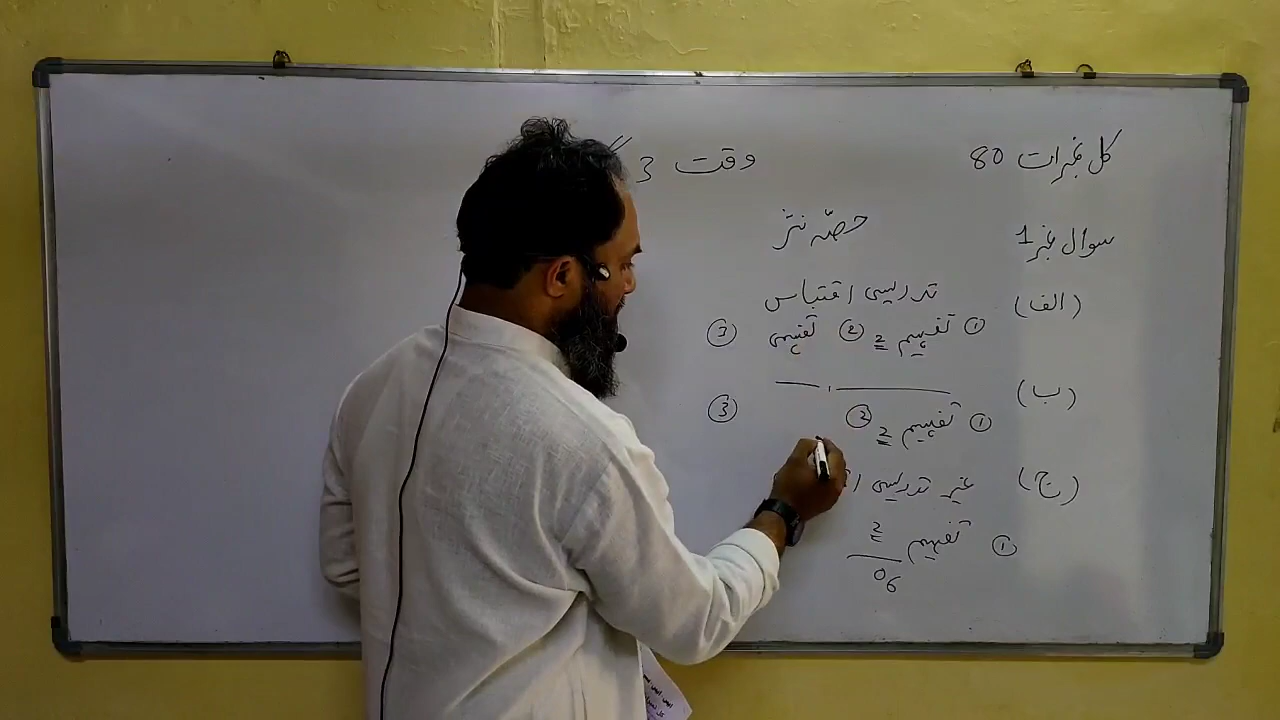 کل نمبرات 80 وقت 3
سوال نمبر 1 حصّہ نثر
(الف) تدریسی اقتباس
① تفہیم 2 ② تفہیم ③
(ب)
① تفہیم 2 ② ③
(ج) غیر تدریسی
① تفہیم 2
06